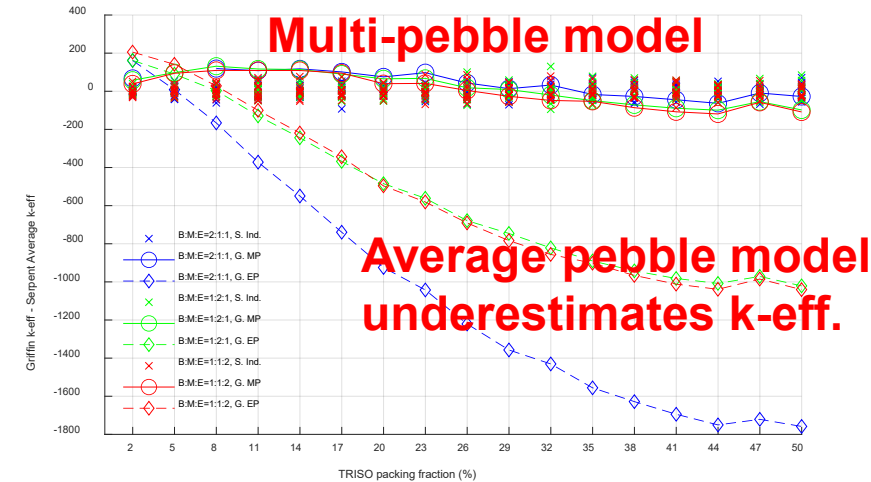 Multi-pebble model
400
200
0
-200
-400
-600
-800
-1000
-1200
-1400
-1600
-1800
Griffin k-eff - Serpent Average k-eff
B:M:E=2:1:1, S. Ind.
B:M:E=2:1:1, G. MP
B:M:E=2:1:1, G. EP
B:M:E=1:2:1, S. Ind.
B:M:E=1:2:1, G. MP
B:M:E=1:2:1, G. EP
B:M:E=1:1:2, S. Ind.
B:M:E=1:1:2, G. MP
B:M:E=1:1:2, G. EP
Average pebble model
underestimates k-eff.
2 5 8 11 14 17 20 23 26 29 32 35 38 41 44 47 50
TRISO packing fraction (%)